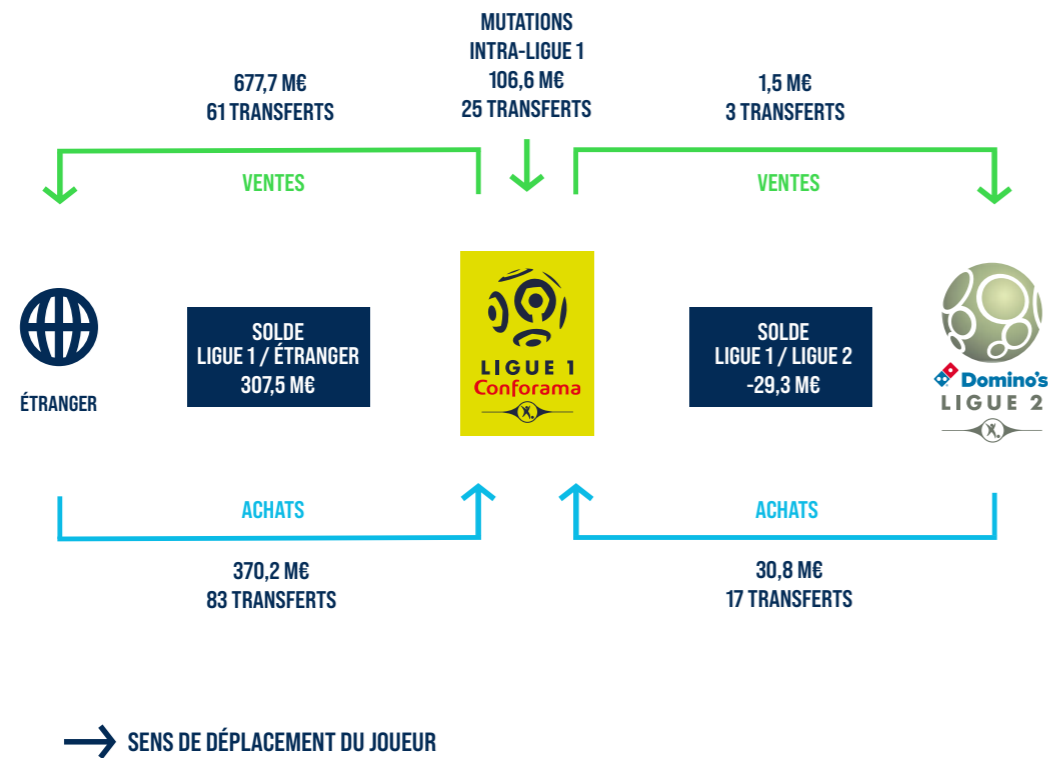 MUTATIONS
INTRA-LIGUE 1
106,6 M€
25 TRANSFERTS
677,7 M€
61 TRANSFERTS
1,5 M€
3 TRANSFERTS
VENTES
VENTES
SOLDE
LIGUE 1 / ÉTRANGER
307,5 M€
LIGUE 1
Conforama
SOLDE
LIGUE 1 / LIGUE 2
-29,3 M€
ÉTRANGER
Domino's
LIGUE 2
ACHATS
ACHATS
370,2 M€
83 TRANSFERTS
30,8 M€
17 TRANSFERTS
SENS DE DÉPLACEMENT DU JOUEUR